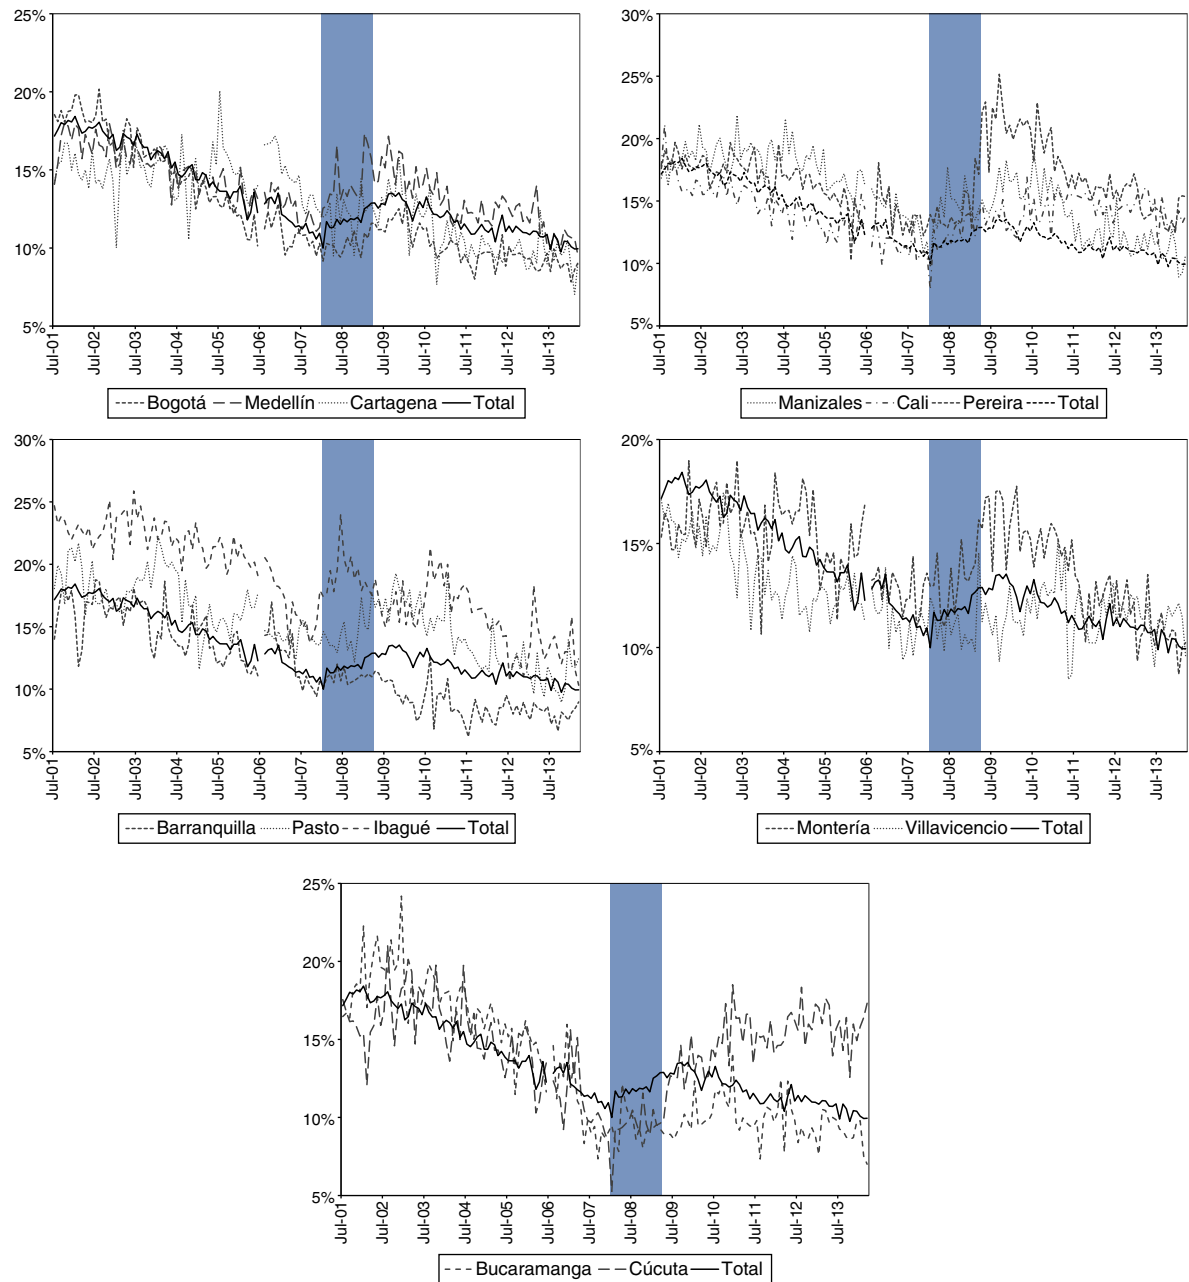 25%
20%
15%
10%
5%
Jul-01
Jul-02
Jul-03
Jul-04
Jul-05
Jul-06
Jul-07
Jul-08
Jul-09
Jul-10
Jul-11
Jul-12
Jul-13
Bogotá Medellín Cartagena Total
30%
25%
20%
15%
10%
5%
Jul-01
Jul-02
Jul-03
Jul-04
Jul-05
Jul-06
Jul-07
Jul-08
Jul-09
Jul-10
Jul-11
Jul-12
Jul-13
Manizales Cali Pereira Total
30%
25%
20%
15%
10%
5%
Jul-01
Jul-02
Jul-03
Jul-04
Jul-05
Jul-06
Jul-07
Jul-08
Jul-09
Jul-10
Jul-11
Jul-12
Jul-13
Barranquilla Pasto Ibagué Total
20%
15%
10%
5%
Jul-01
Jul-02
Jul-03
Jul-04
Jul-05
Jul-06
Jul-07
Jul-08
Jul-09
Jul-10
Jul-11
Jul-12
Jul-13
Montería Villavicencio Total
25%
20%
15%
10%
5%
Jul-01
Jul-02
Jul-03
Jul-04
Jul-05
Jul-06
Jul-07
Jul-08
Jul-09
Jul-10
Jul-11
Jul-12
Jul-13
Bucaramanga Cúcuta Total